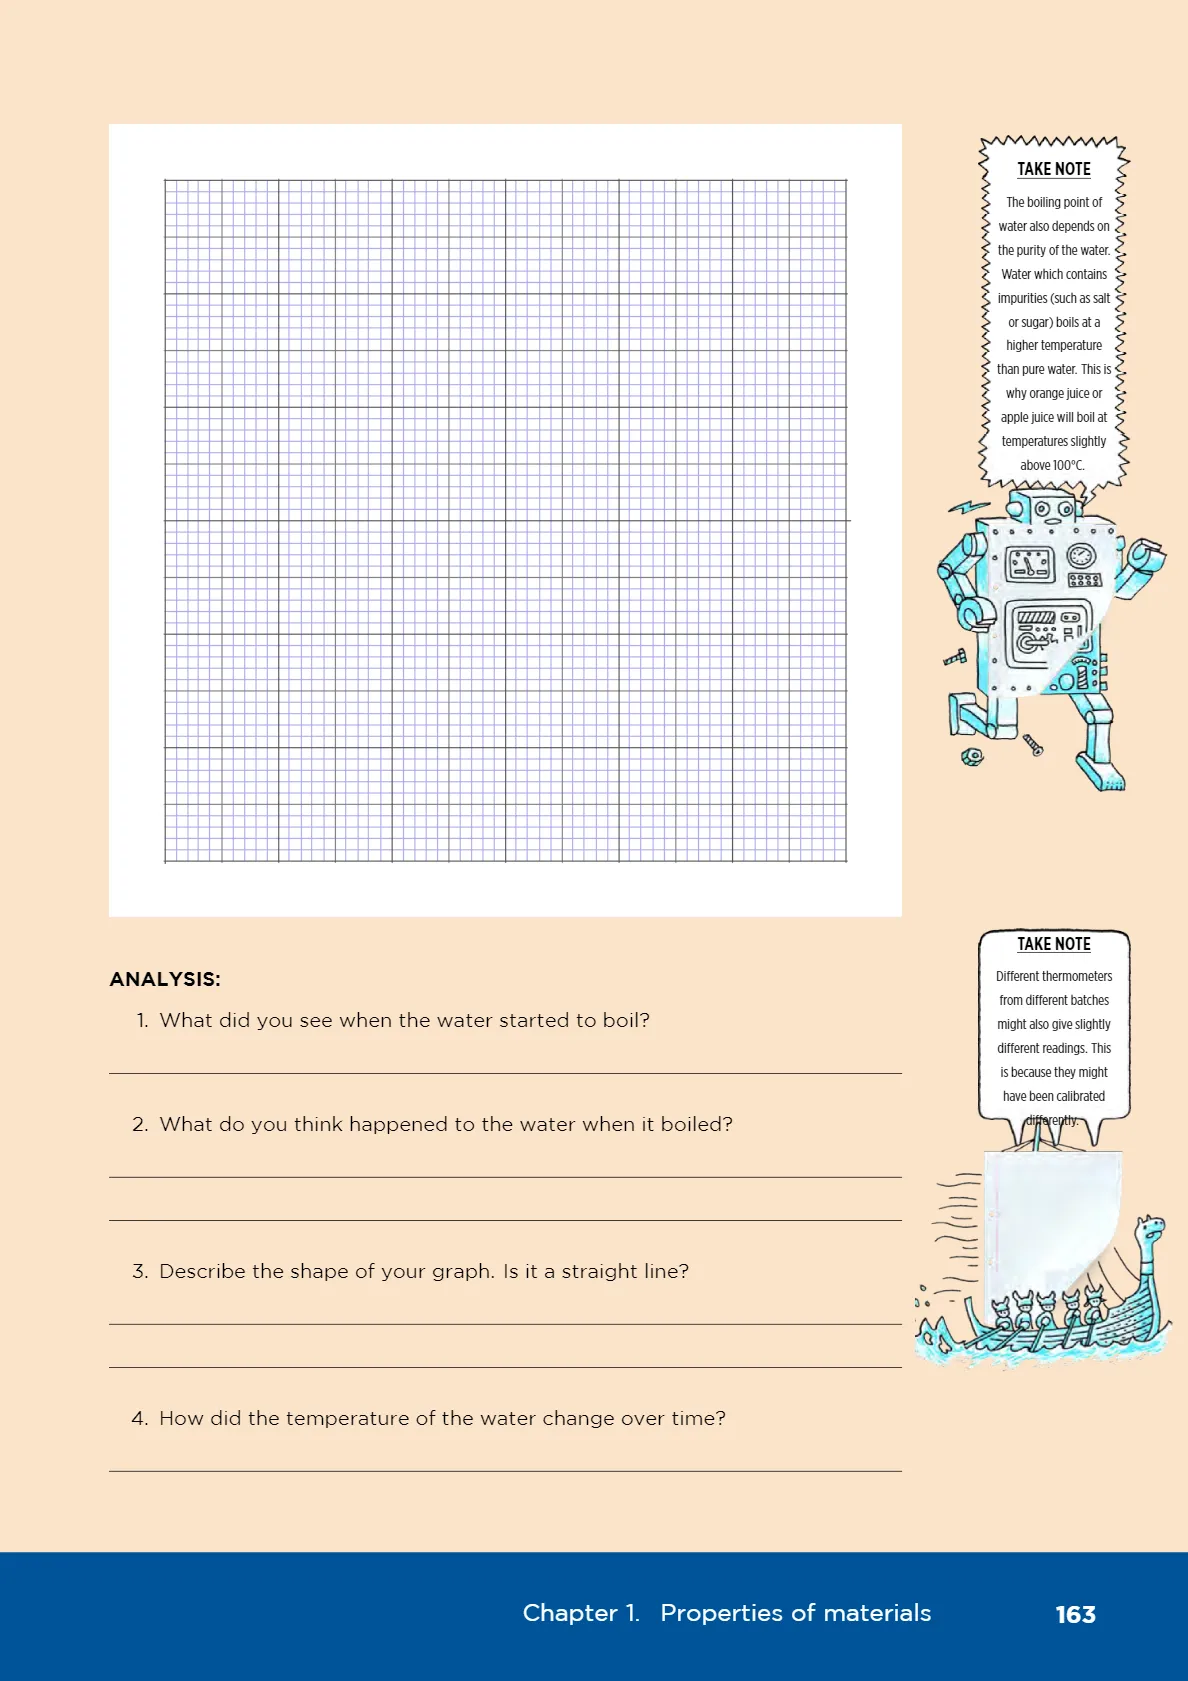 TAKE NOTE
The boiling point of
water also depends on
the purity of the water.
Water which contains
impurities (such as salt
or sugar) boils at a
higher temperature
than pure water. This is
why orange juice or
apple juice will boil at
temperatures slightly
above 100°C.
TAKE NOTE
Different thermometers
from different batches
might also give slightly
different readings. This
is because they might
have been calibrated
differently.
ANALYSIS:
1. What did you see when the water started to boil?
2. What do you think happened to the water when it boiled?
3. Describe the shape of your graph. Is it a straight line?
4. How did the temperature of the water change over time?
Chapter 1. Properties of materials 163